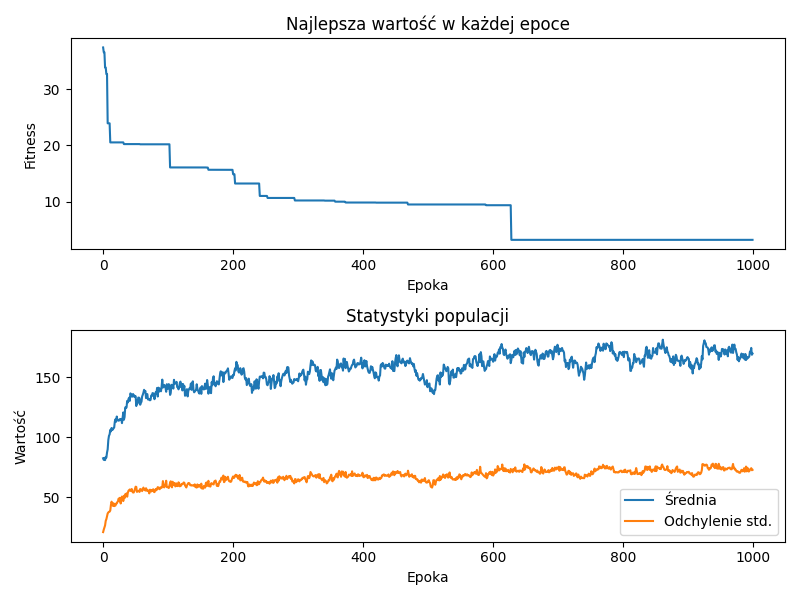 Najlepsza wartość w każdej epoce
Fitness
30
20
10
0 200 400 600 800 1000
Epoka
Statystyki populacji
Wartość
150
100
50
Średnia
Odchylenie std.
0 200 400 600 800 1000
Epoka